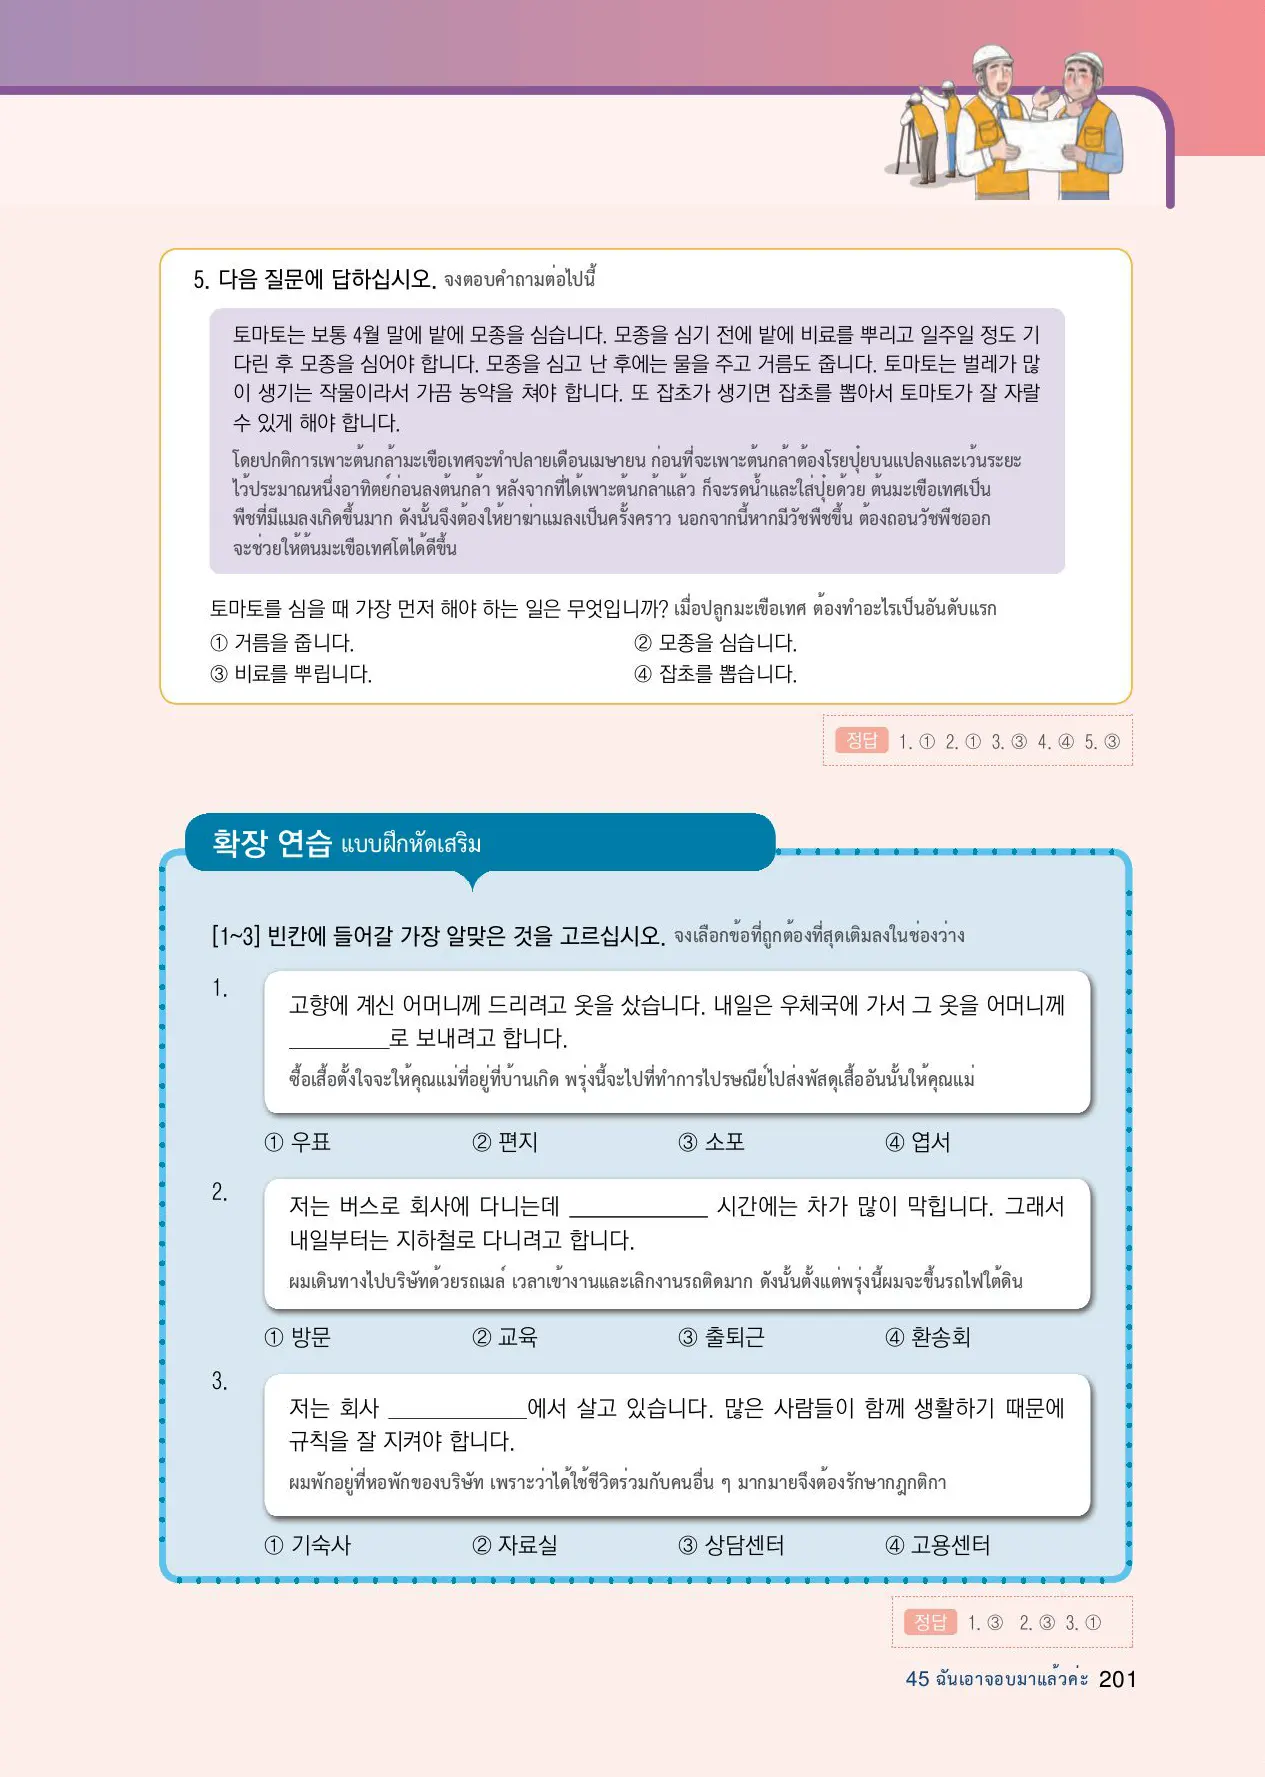 5. 다음 질문에 답하십시오. จงตอบคำถามต่อไปนี้
토마토는 보통 4월 말에 밭에 모종을 심습니다. 모종을 심기 전에 밭에 비료를 뿌리고 일주일 정도 기
다린 후 모종을 심어야 합니다. 모종을 심고 난 후에는 물을 주고 거름도 줍니다. 토마토는 벌레가 많
이 생기는 작물이라서 가끔 농약을 쳐야 합니다. 또 잡초가 생기면 잡초를 뽑아서 토마토가 잘 자랄
수 있게 해야 합니다.
โดยปกติการเพาะต้นกล้ามะเขือเทศจะทำปลายเดือนเมษายน ก่อนที่จะเพาะต้นกล้าต้องโรยปุ๋ยบนแปลงและเว้นระยะ
ไว้ประมาณหนึ่งอาทิตย์ก่อนลงต้นกล้า หลังจากที่ได้เพาะต้นกล้าแล้ว ก็จะรดน้ำและใส่ปุ๋ยด้วย ต้นมะเขือเทศเป็น
พืชที่มีแมลงเกิดขึ้นมาก ดังนั้นจึงต้องให้ยาฆ่าแมลงเป็นครั้งคราว นอกจากนี้หากมีวัชพืชขึ้น ต้องถอนวัชพืชออก
จะช่วยให้ต้นมะเขือเทศโตได้ดีขึ้น
토마토를 심을 때 가장 먼저 해야 하는 일은 무엇입니까? เมื่อปลูกมะเขือเทศ ต้องทำอะไรเป็นอันดับแรก
① 거름을 줍니다. ② 모종을 심습니다.
③ 비료를 뿌립니다. ④ 잡초를 뽑습니다.
정답 1. ① 2. ① 3. ③ 4. ④ 5. ③
확장 연습 แบบฝึกหัดเสริม
[1~3] 빈칸에 들어갈 가장 알맞은 것을 고르십시오. จงเลือกข้อที่ถูกต้องที่สุดเติมลงในช่องว่าง
1.
고향에 계신 어머니께 드리려고 옷을 샀습니다. 내일은 우체국에 가서 그 옷을 어머니께
_________로 보내려고 합니다.
ซื้อเสื้อตั้งใจจะให้คุณแม่ที่อยู่ที่บ้านเกิด พรุ่งนี้จะไปที่ทำการไปรษณีย์ไปส่งพัสดุเสื้ออันนั้นให้คุณแม่
① 우표 ② 편지 ③ 소포 ④ 엽서
2.
저는 버스로 회사에 다니는데 ____________ 시간에는 차가 많이 막힙니다. 그래서
내일부터는 지하철로 다니려고 합니다.
ผมเดินทางไปบริษัทด้วยรถเมล์ เวลาเข้างานและเลิกงานรถติดมาก ดังนั้นตั้งแต่พรุ่งนี้ผมจะขึ้นรถไฟใต้ดิน
① 방문 ② 교육 ③ 출퇴근 ④ 환송회
3.
저는 회사 ____________에서 살고 있습니다. 많은 사람들이 함께 생활하기 때문에
규칙을 잘 지켜야 합니다.
ผมพักอยู่ที่หอพักของบริษัท เพราะว่าได้ใช้ชีวิตร่วมกับคนอื่น ๆ มากมายจึงต้องรักษากฎกติกา
① 기숙사 ② 자료실 ③ 상담센터 ④ 고용센터
정답 1. ③ 2. ③ 3. ①
45 ฉันเอาจอบมาแล้วค่ะ 201